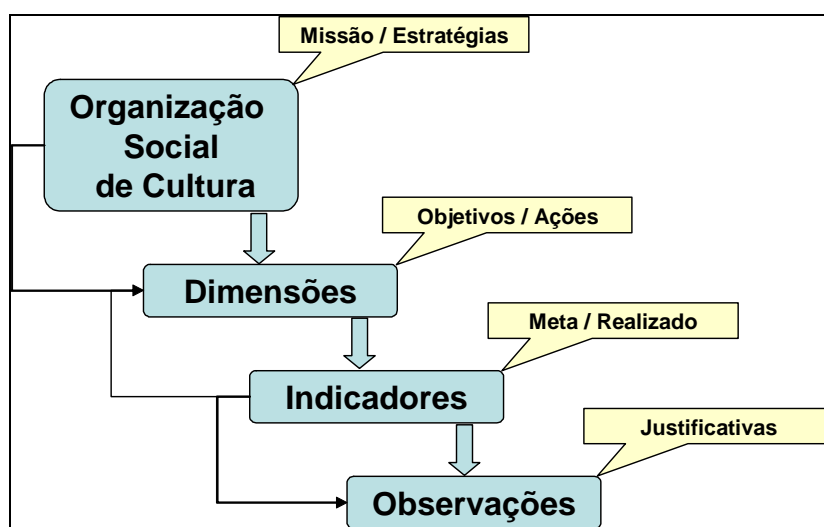 Missão / Estratégias
Organização
Social
de Cultura
Objetivos / Ações
Dimensões
Meta / Realizado
Indicadores
Justificativas
Observações